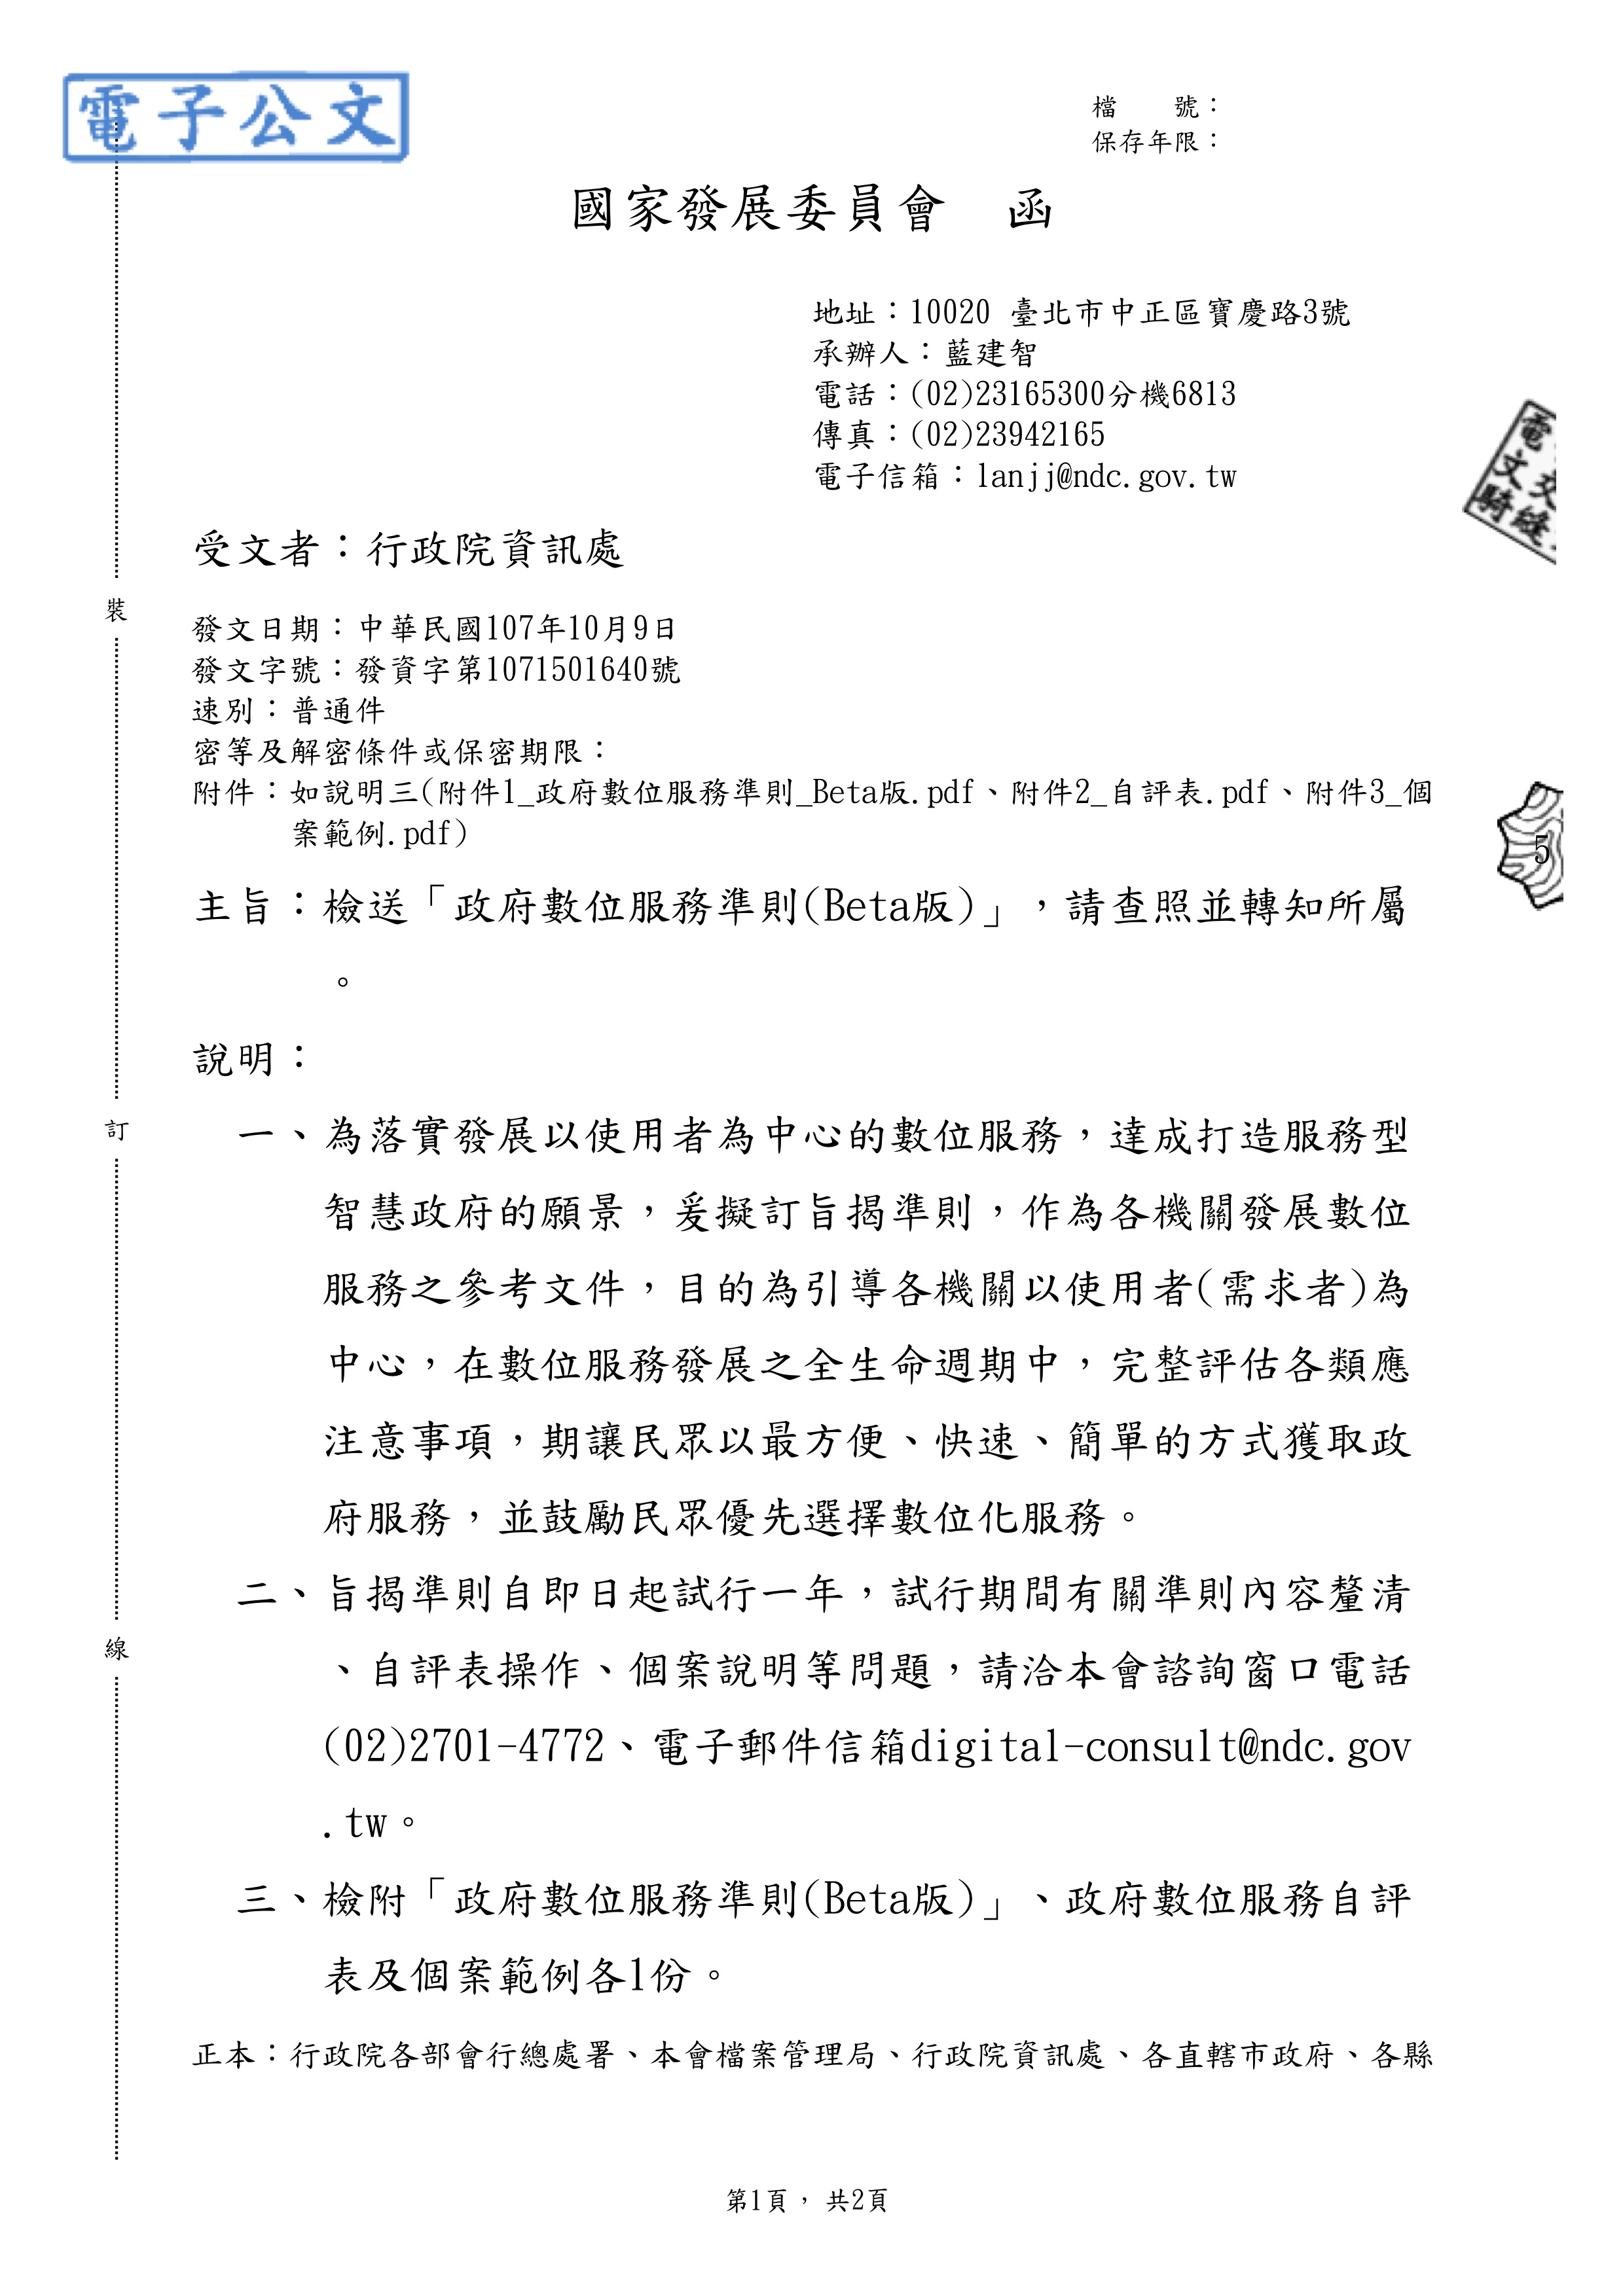 電子公文
檔　　號：
保存年限：
國家發展委員會　函
地址：10020 臺北市中正區寶慶路3號
承辦人：藍建智
電話：(02)23165300分機6813
傳真：(02)23942165
電子信箱：lanjj@ndc.gov.tw
電
文 交
騎 縫
受文者：行政院資訊處
發文日期：中華民國107年10月9日
發文字號：發資字第1071501640號
速別：普通件
密等及解密條件或保密期限：
附件：如說明三(附件1_政府數位服務準則_Beta版.pdf、附件2_自評表.pdf、附件3_個
案範例.pdf)
5
主旨：檢送「政府數位服務準則(Beta版)」，請查照並轉知所屬
。
說明：
一、為落實發展以使用者為中心的數位服務，達成打造服務型
智慧政府的願景，爰擬訂旨揭準則，作為各機關發展數位
服務之參考文件，目的為引導各機關以使用者(需求者)為
中心，在數位服務發展之全生命週期中，完整評估各類應
注意事項，期讓民眾以最方便、快速、簡單的方式獲取政
府服務，並鼓勵民眾優先選擇數位化服務。
二、旨揭準則自即日起試行一年，試行期間有關準則內容釐清
、自評表操作、個案說明等問題，請洽本會諮詢窗口電話
(02)2701-4772、電子郵件信箱digital-consult@ndc.gov
.tw。
三、檢附「政府數位服務準則(Beta版)」、政府數位服務自評
表及個案範例各1份。
正本：行政院各部會行總處署、本會檔案管理局、行政院資訊處、各直轄市政府、各縣
裝
訂
線
第1頁， 共2頁